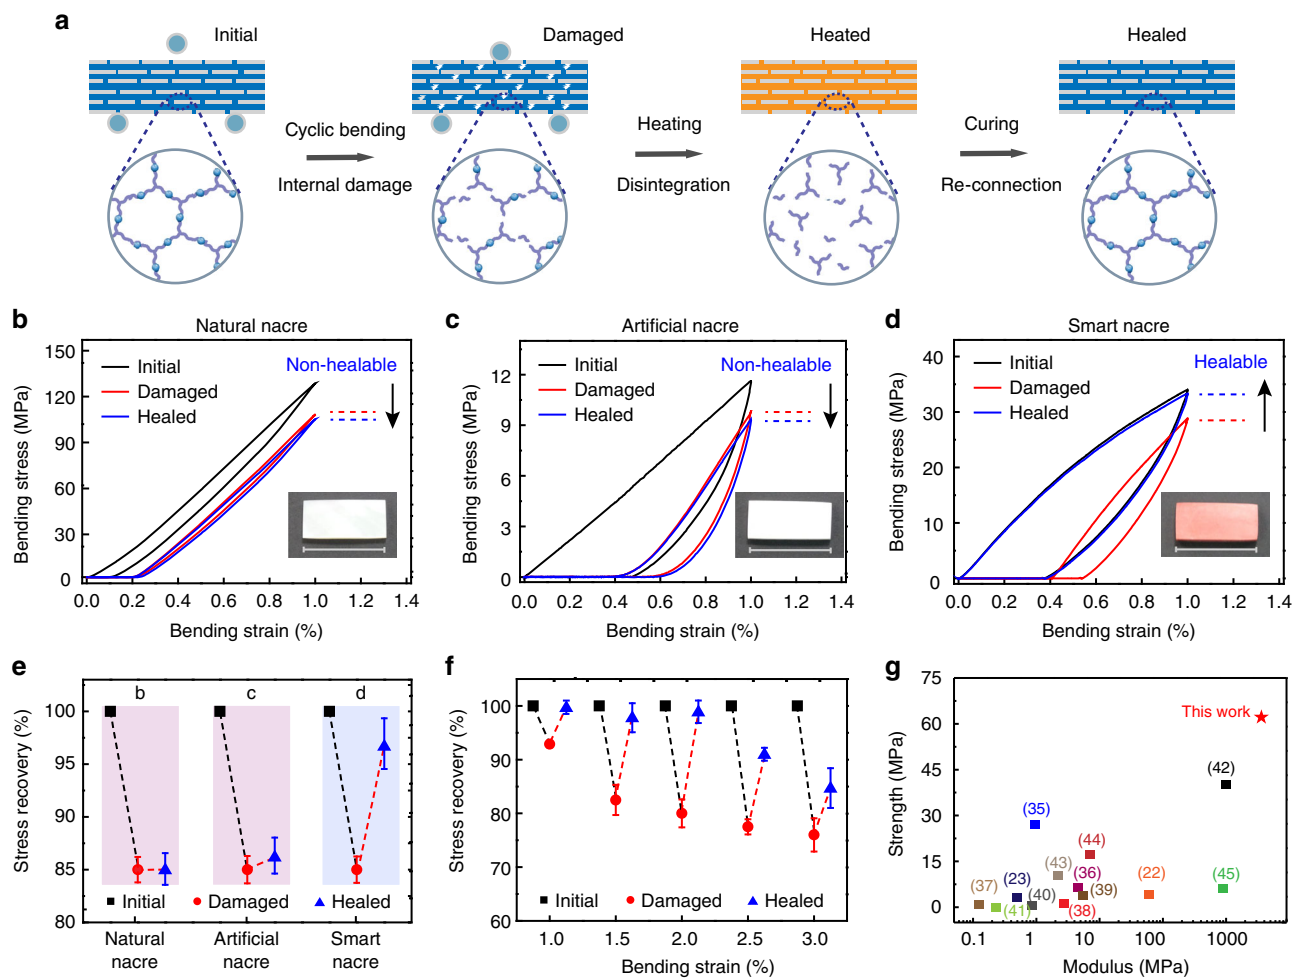 a
Initial
Damaged
Heated
Healed
Cyclic bending
Internal damage
Heating
Disintegration
Curing
Re-connection
b
Natural nacre
Initial
Damaged
Healed
Non-healable
150
120
90
60
30
0
0.0 0.2 0.4 0.6 0.8 1.0 1.2 1.4
Bending stress (MPa)
Bending strain (%)
c
Artificial nacre
Initial
Damaged
Healed
Non-healable
12
9
6
3
0
0.0 0.2 0.4 0.6 0.8 1.0 1.2 1.4
Bending stress (MPa)
Bending strain (%)
d
Smart nacre
Initial
Damaged
Healed
Healable
40
30
20
10
0
0.0 0.2 0.4 0.6 0.8 1.0 1.2 1.4
Bending stress (MPa)
Bending strain (%)
e
b c d
100
95
90
85
80
Stress recovery (%)
Initial Damaged Healed
Natural nacre
Artificial nacre
Smart nacre
f
100
90
80
70
60
Stress recovery (%)
Initial Damaged Healed
1.0 1.5 2.0 2.5 3.0
Bending strain (%)
g
75
60
45
30
15
0
Strength (MPa)
This work
(42)
(35)
(44)
(43)
(36)
(37)
(23)
(40)
(39)
(22)
(45)
(41)
(38)
0.1 1 10 100 1000
Modulus (MPa)